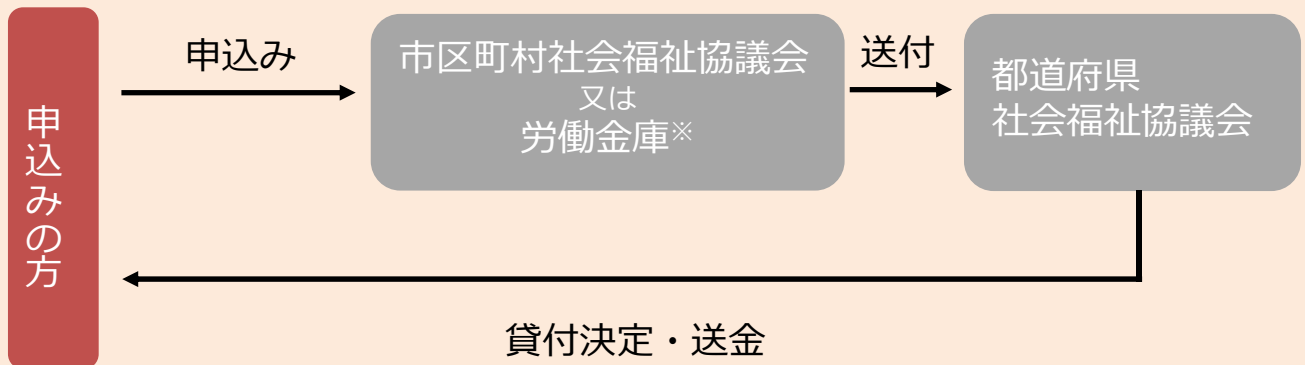 申込みの方
申込み
市区町村社会福祉協議会
又は
労働金庫※
送付
都道府県
社会福祉協議会
貸付決定・送金